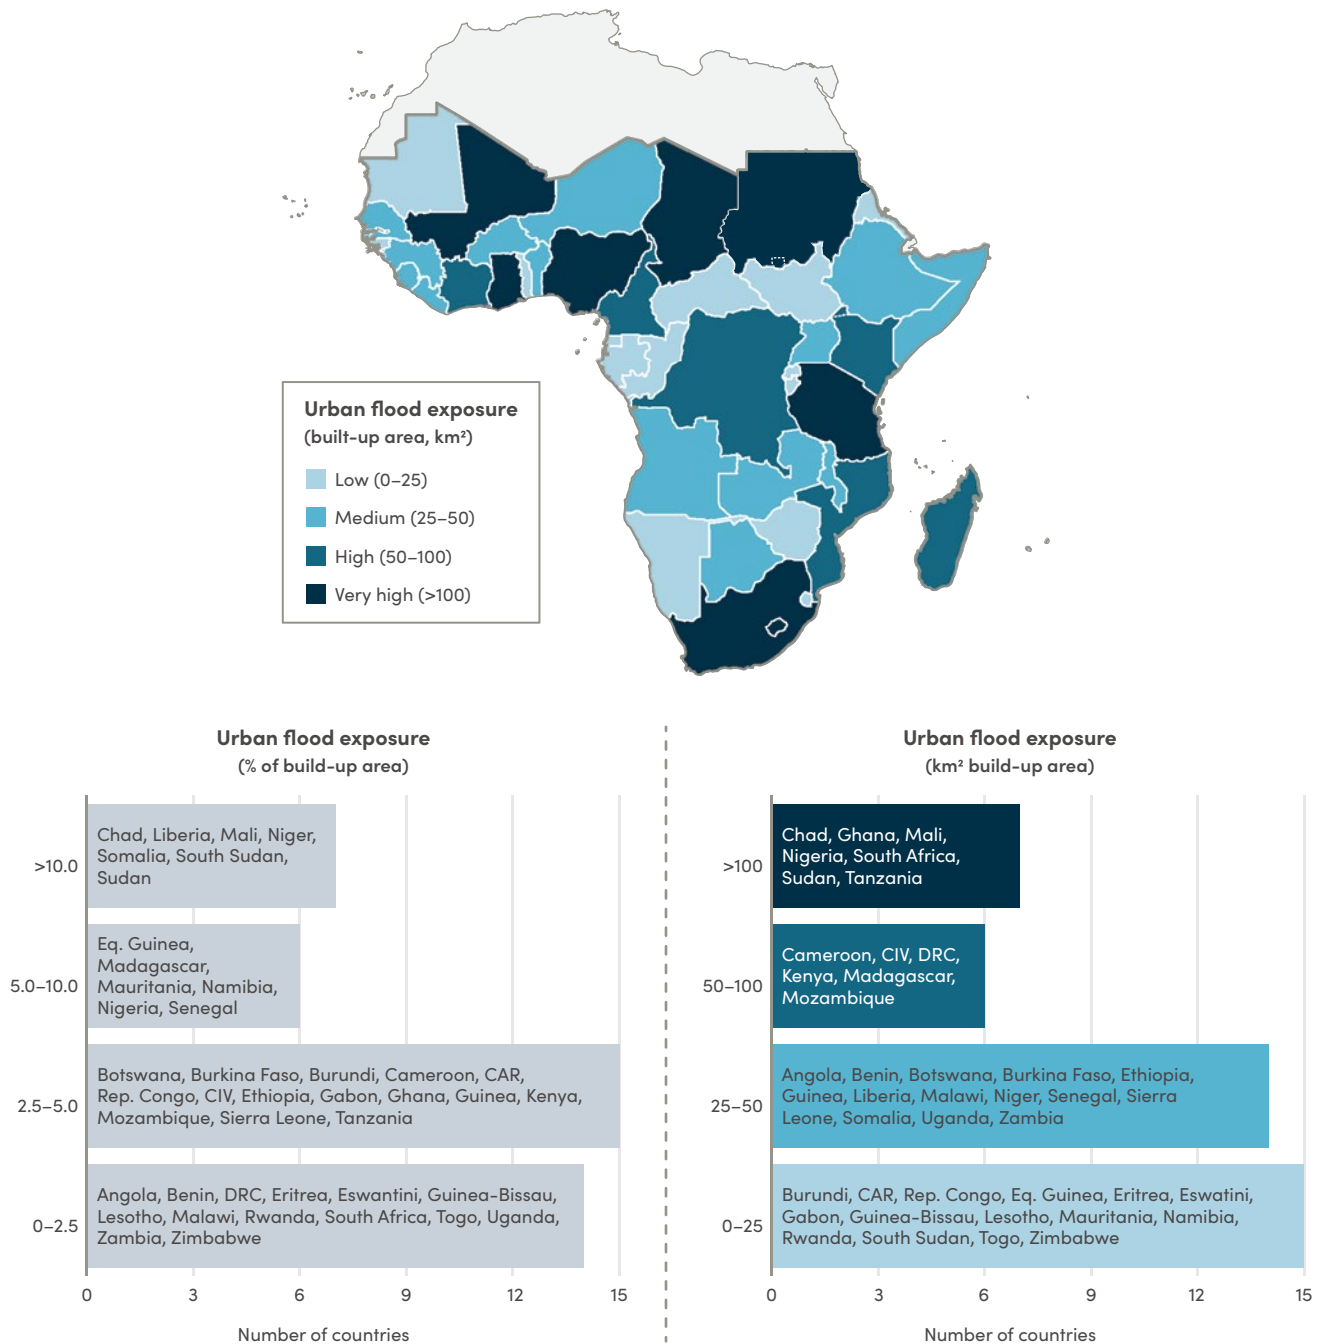 Urban flood exposure
(built-up area, km²)
Low (0–25)
Medium (25–50)
High (50–100)
Very high (>100)
Urban flood exposure
(% of build-up area)
>10.0
Chad, Liberia, Mali, Niger,
Somalia, South Sudan,
Sudan
5.0–10.0
Eq. Guinea,
Madagascar,
Mauritania, Namibia,
Nigeria, Senegal
2.5–5.0
Botswana, Burkina Faso, Burundi, Cameroon, CAR,
Rep. Congo, CIV, Ethiopia, Gabon, Ghana, Guinea, Kenya,
Mozambique, Sierra Leone, Tanzania
0–2.5
Angola, Benin, DRC, Eritrea, Eswantini, Guinea-Bissau,
Lesotho, Malawi, Rwanda, South Africa, Togo, Uganda,
Zambia, Zimbabwe
0 3 6 9 12 15
Number of countries
Urban flood exposure
(km² build-up area)
>100
Chad, Ghana, Mali,
Nigeria, South Africa,
Sudan, Tanzania
50–100
Cameroon, CIV, DRC,
Kenya, Madagascar,
Mozambique
25–50
Angola, Benin, Botswana, Burkina Faso, Ethiopia,
Guinea, Liberia, Malawi, Niger, Senegal, Sierra
Leone, Somalia, Uganda, Zambia
0–25
Burundi, CAR, Rep. Congo, Eq. Guinea, Eritrea, Eswatini,
Gabon, Guinea-Bissau, Lesotho, Mauritania, Namibia,
Rwanda, South Sudan, Togo, Zimbabwe
0 3 6 9 12 15
Number of countries